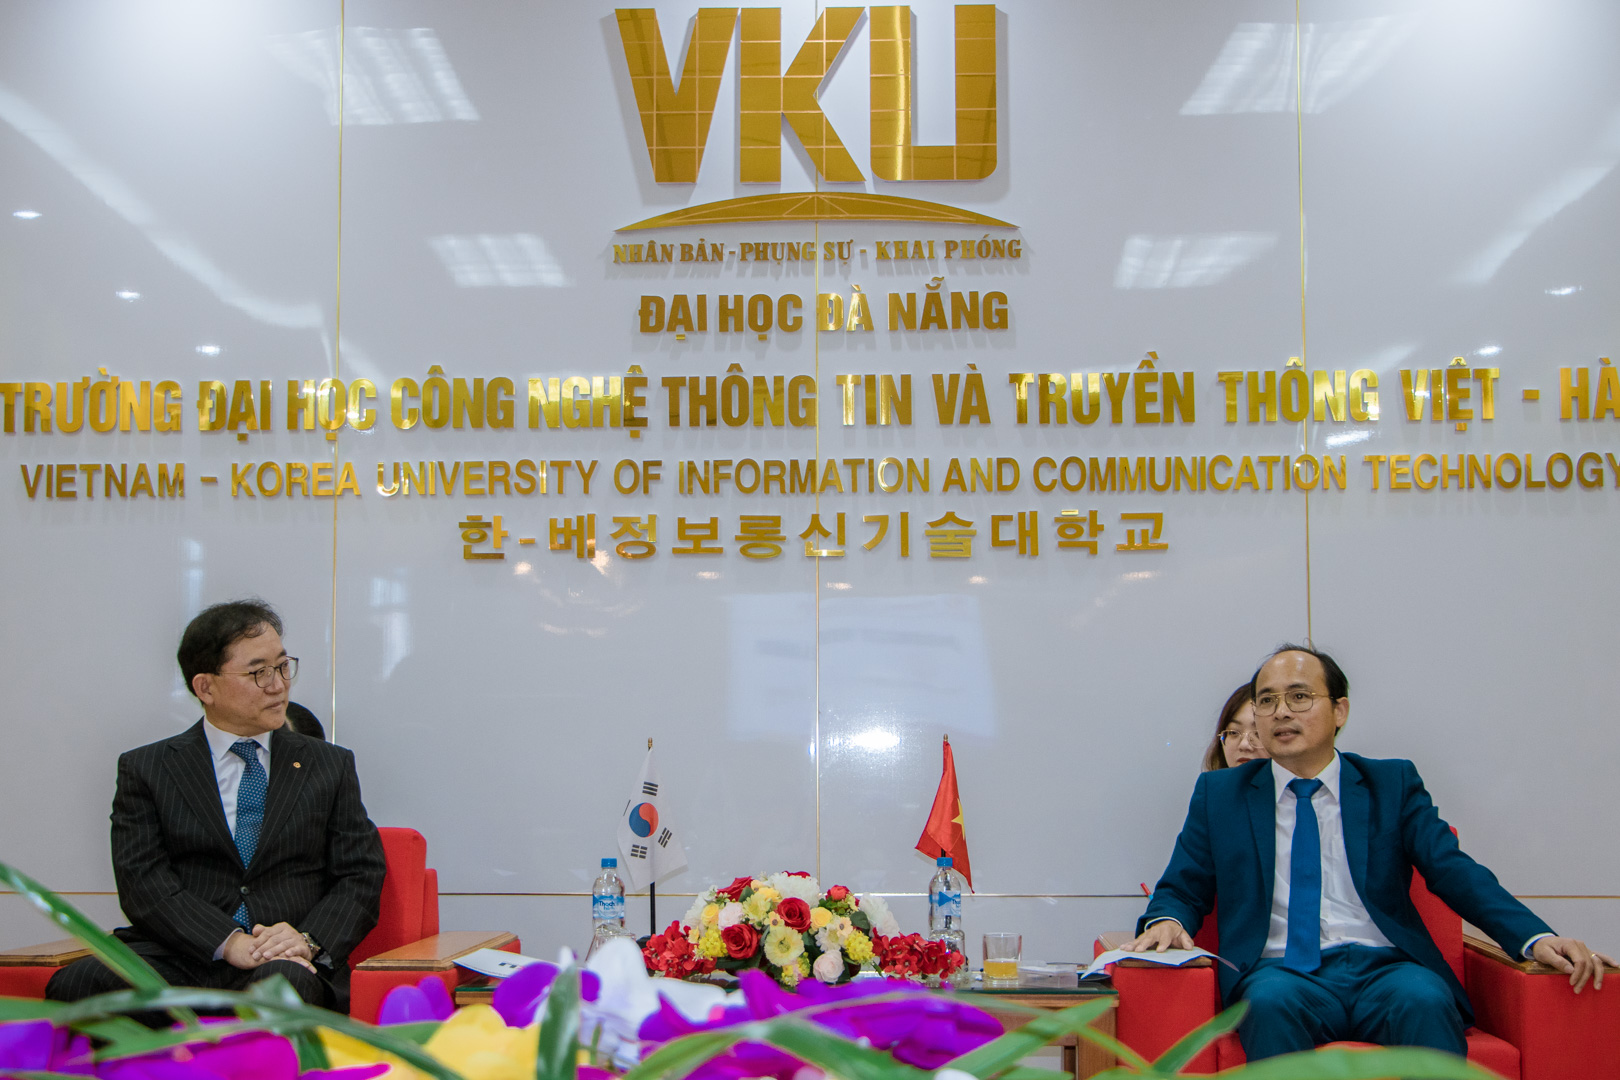 VKU
NHÂN BẢN - PHỤNG SỰ - KHAI PHÓNG
ĐẠI HỌC ĐÀ NẴNG
TRƯỜNG ĐẠI HỌC CÔNG NGHỆ THÔNG TIN VÀ TRUYỀN THÔNG VIỆT - HÀ
VIETNAM - KOREA UNIVERSITY OF INFORMATION AND COMMUNICATION TECHNOLOGY
한-베정보통신기술대학교